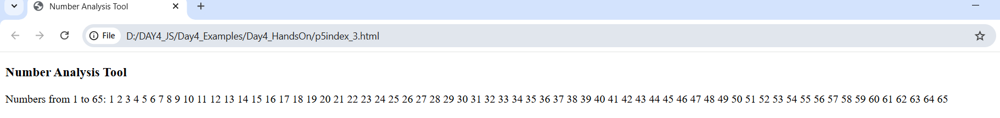 Number Analysis Tool
File D:/DAY4_JS/Day4_Examples/Day4_HandsOn/p5index_3.html
Number Analysis Tool
Numbers from 1 to 65: 1 2 3 4 5 6 7 8 9 10 11 12 13 14 15 16 17 18 19 20 21 22 23 24 25 26 27 28 29 30 31 32 33 34 35 36 37 38 39 40 41 42 43 44 45 46 47 48 49 50 51 52 53 54 55 56 57 58 59 60 61 62 63 64 65